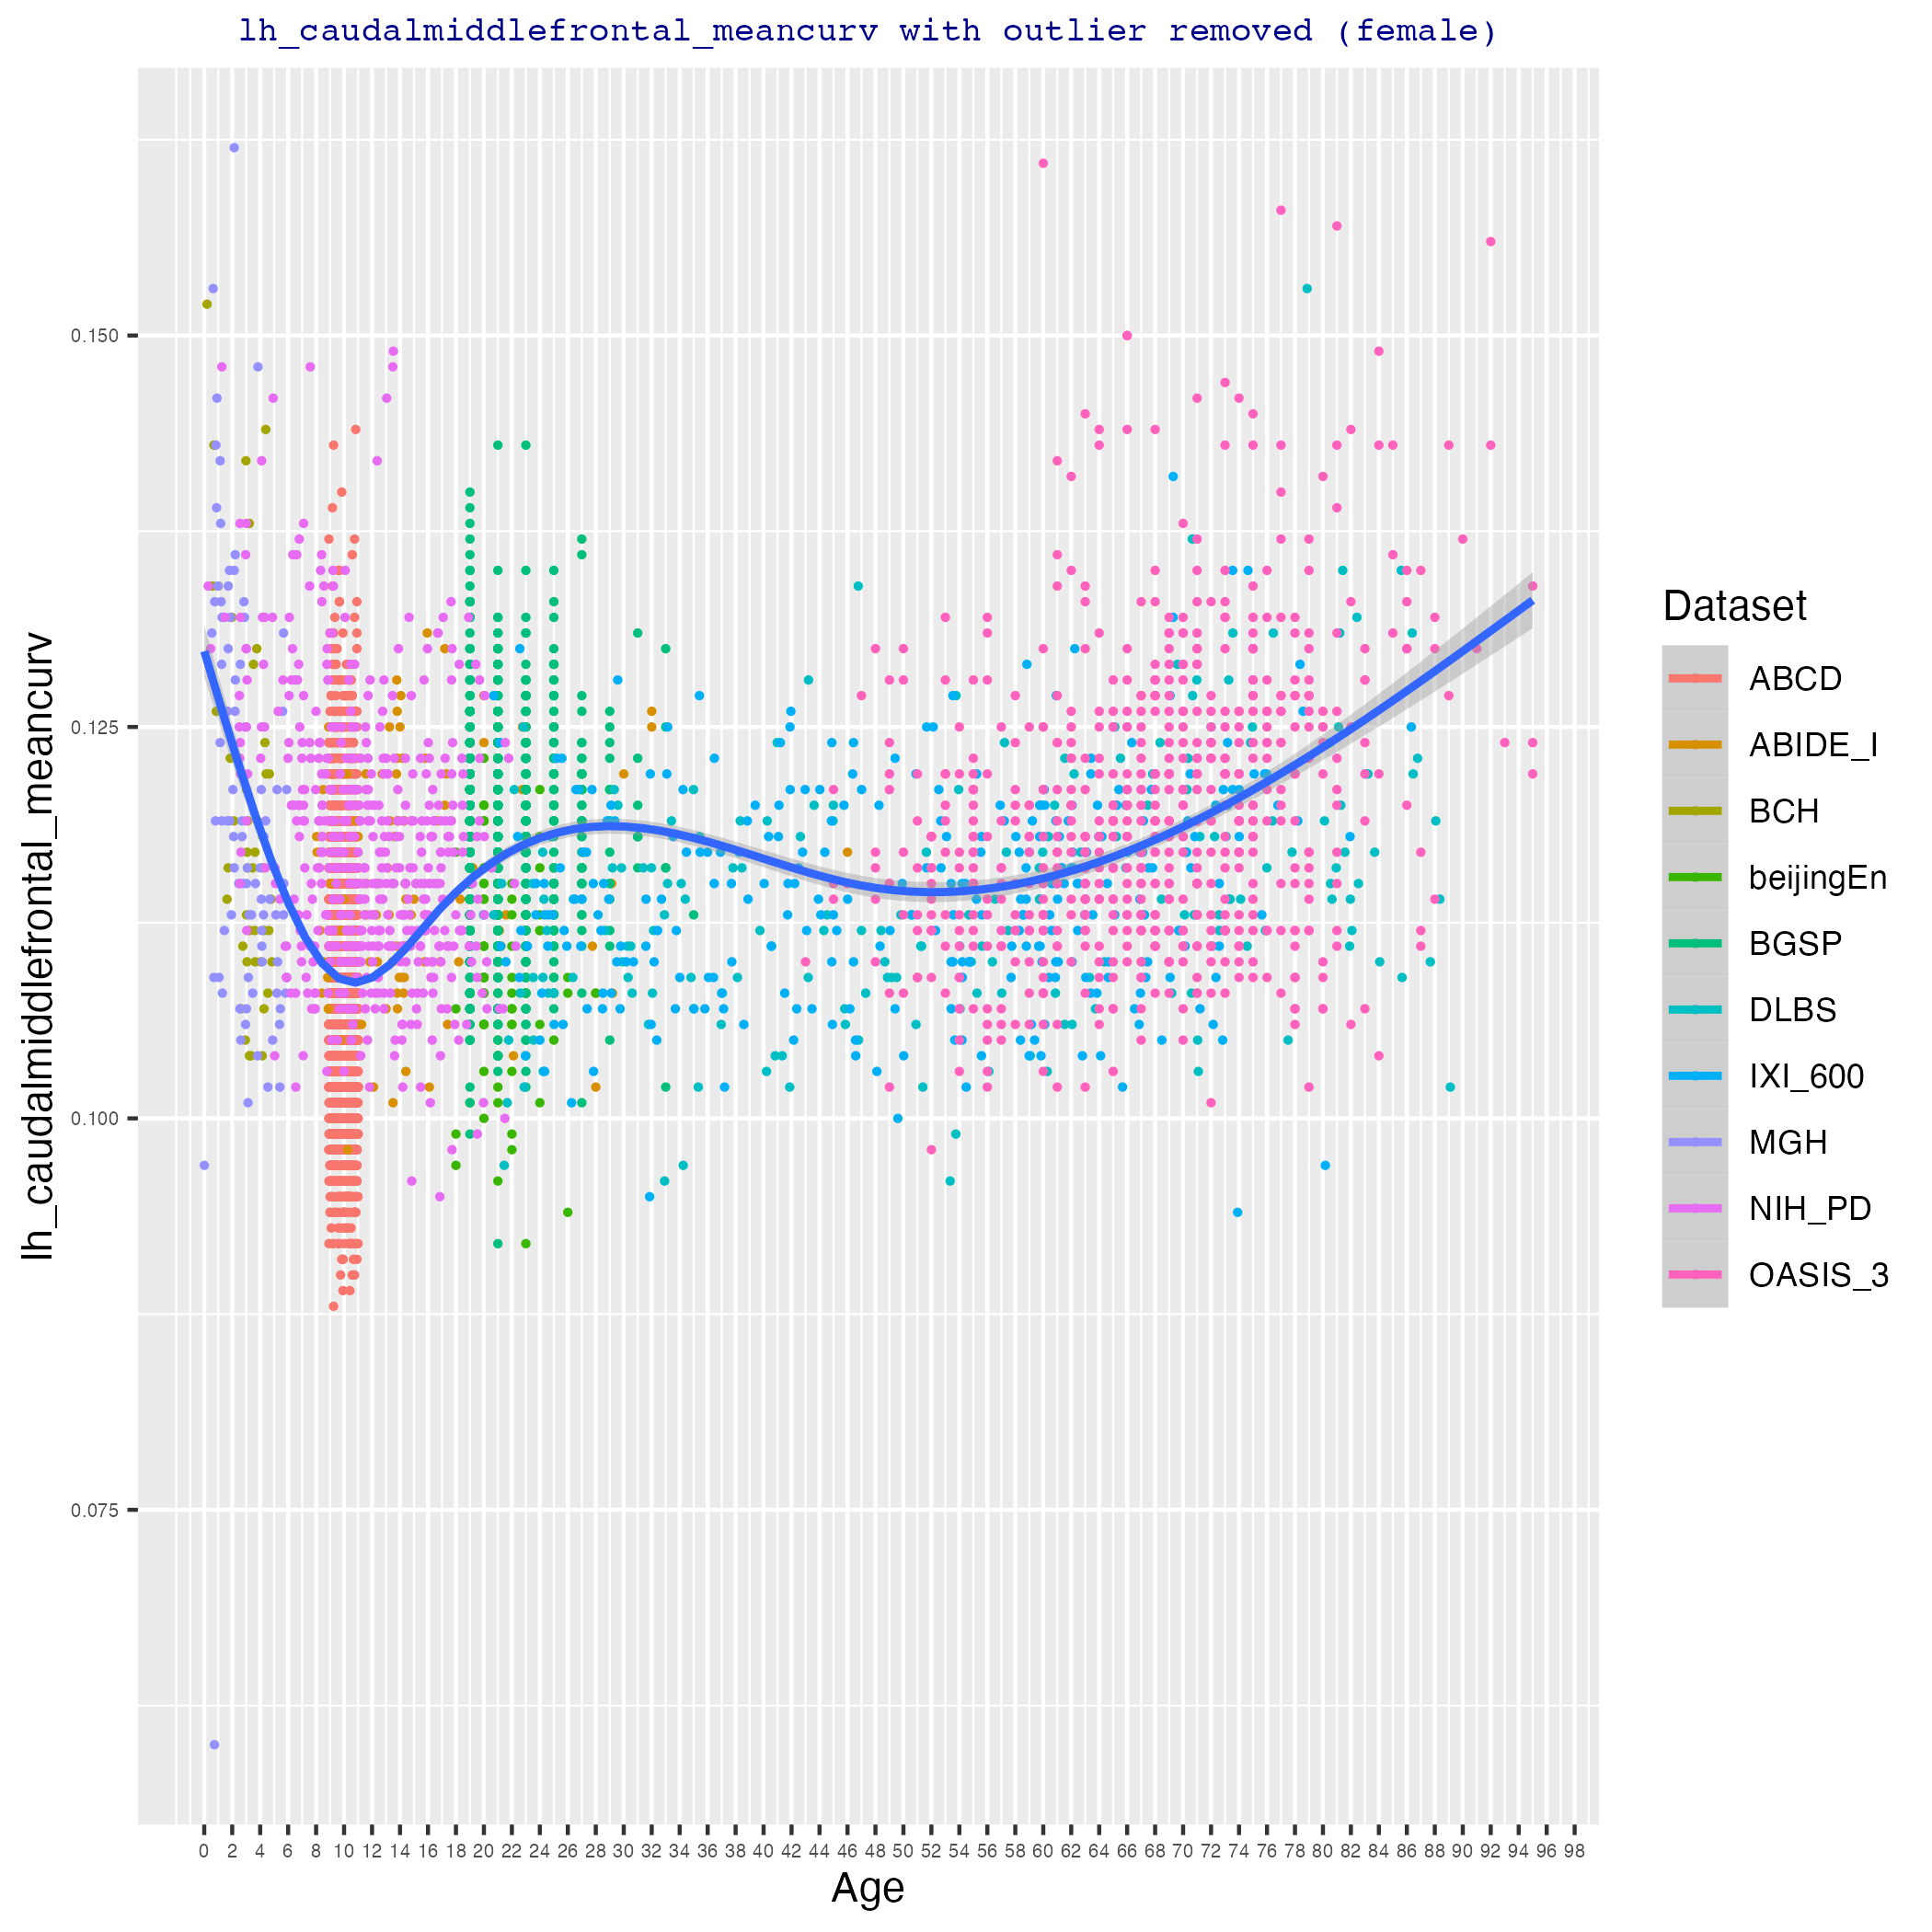 lh_caudalmiddlefrontal_meancurv with outlier removed (female)
lh_caudalmiddlefrontal_meancurv
0.150
0.125
0.100
0.075
0 2 4 6 8 10 12 14 16 18 20 22 24 26 28 30 32 34 36 38 40 42 44 46 48 50 52 54 56 58 60 62 64 66 68 70 72 74 76 78 80 82 84 86 88 90 92 94 96 98
Age
Dataset
ABCD
ABIDE_I
BCH
beijingEn
BGSP
DLBS
IXI_600
MGH
NIH_PD
OASIS_3